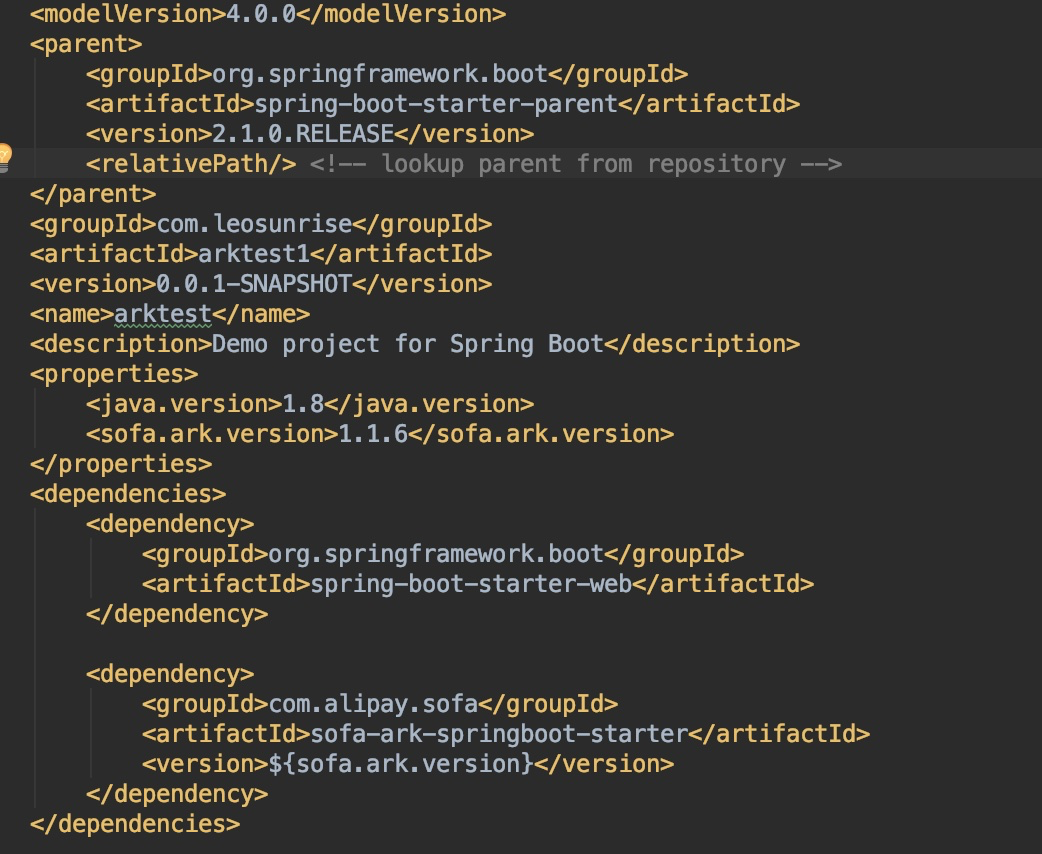 <modelVersion>4.0.0</modelVersion>
<parent>
<groupId>org.springframework.boot</groupId>
<artifactId>spring-boot-starter-parent</artifactId>
<version>2.1.0.RELEASE</version>
<relativePath/> <!-- lookup parent from repository -->
</parent>
<groupId>com.leosunrise</groupId>
<artifactId>arktest1</artifactId>
<version>0.0.1-SNAPSHOT</version>
<name>arktest</name>
<description>Demo project for Spring Boot</description>
<properties>
<java.version>1.8</java.version>
<sofa.ark.version>1.1.6</sofa.ark.version>
</properties>
<dependencies>
<dependency>
<groupId>org.springframework.boot</groupId>
<artifactId>spring-boot-starter-web</artifactId>
</dependency>
<dependency>
<groupId>com.alipay.sofa</groupId>
<artifactId>sofa-ark-springboot-starter</artifactId>
<version>${sofa.ark.version}</version>
</dependency>
</dependencies>